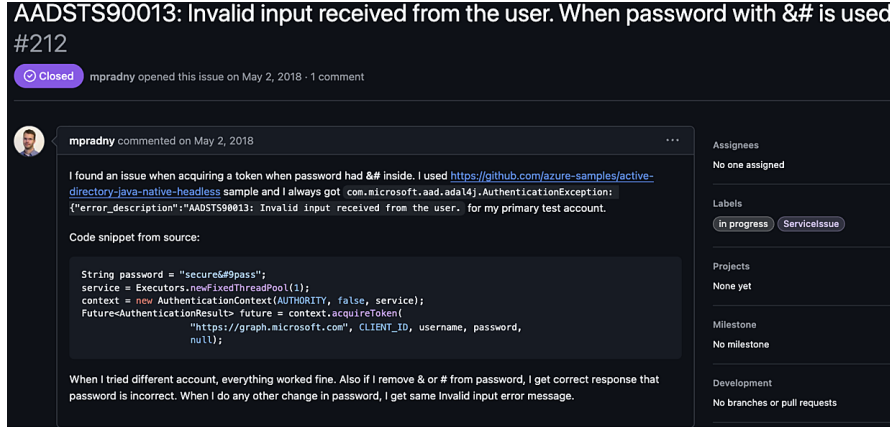 AADSTS90013: Invalid input received from the user. When password with &# is used
#212
Closed
mpradny opened this issue on May 2, 2018 · 1 comment
mpradny commented on May 2, 2018
···
I found an issue when acquiring a token when password had &# inside. I used https://github.com/azure-samples/active-
directory-java-native-headless sample and I always got com.microsoft.aad.adal4j.AuthenticationException:
{"error_description":"AADSTS90013: Invalid input received from the user. for my primary test account.
Code snippet from source:
String password = "secure&#9pass";
service = Executors.newFixedThreadPool(1);
context = new AuthenticationContext(AUTHORITY, false, service);
Future<AuthenticationResult> future = context.acquireToken(
"https://graph.microsoft.com", CLIENT_ID, username, password,
null);
When I tried different account, everything worked fine. Also if I remove & or # from password, I get correct response that
password is incorrect. When I do any other change in password, I get same Invalid input error message.
Assignees
No one assigned
Labels
in progress ServiceIssue
Projects
None yet
Milestone
No milestone
Development
No branches or pull requests